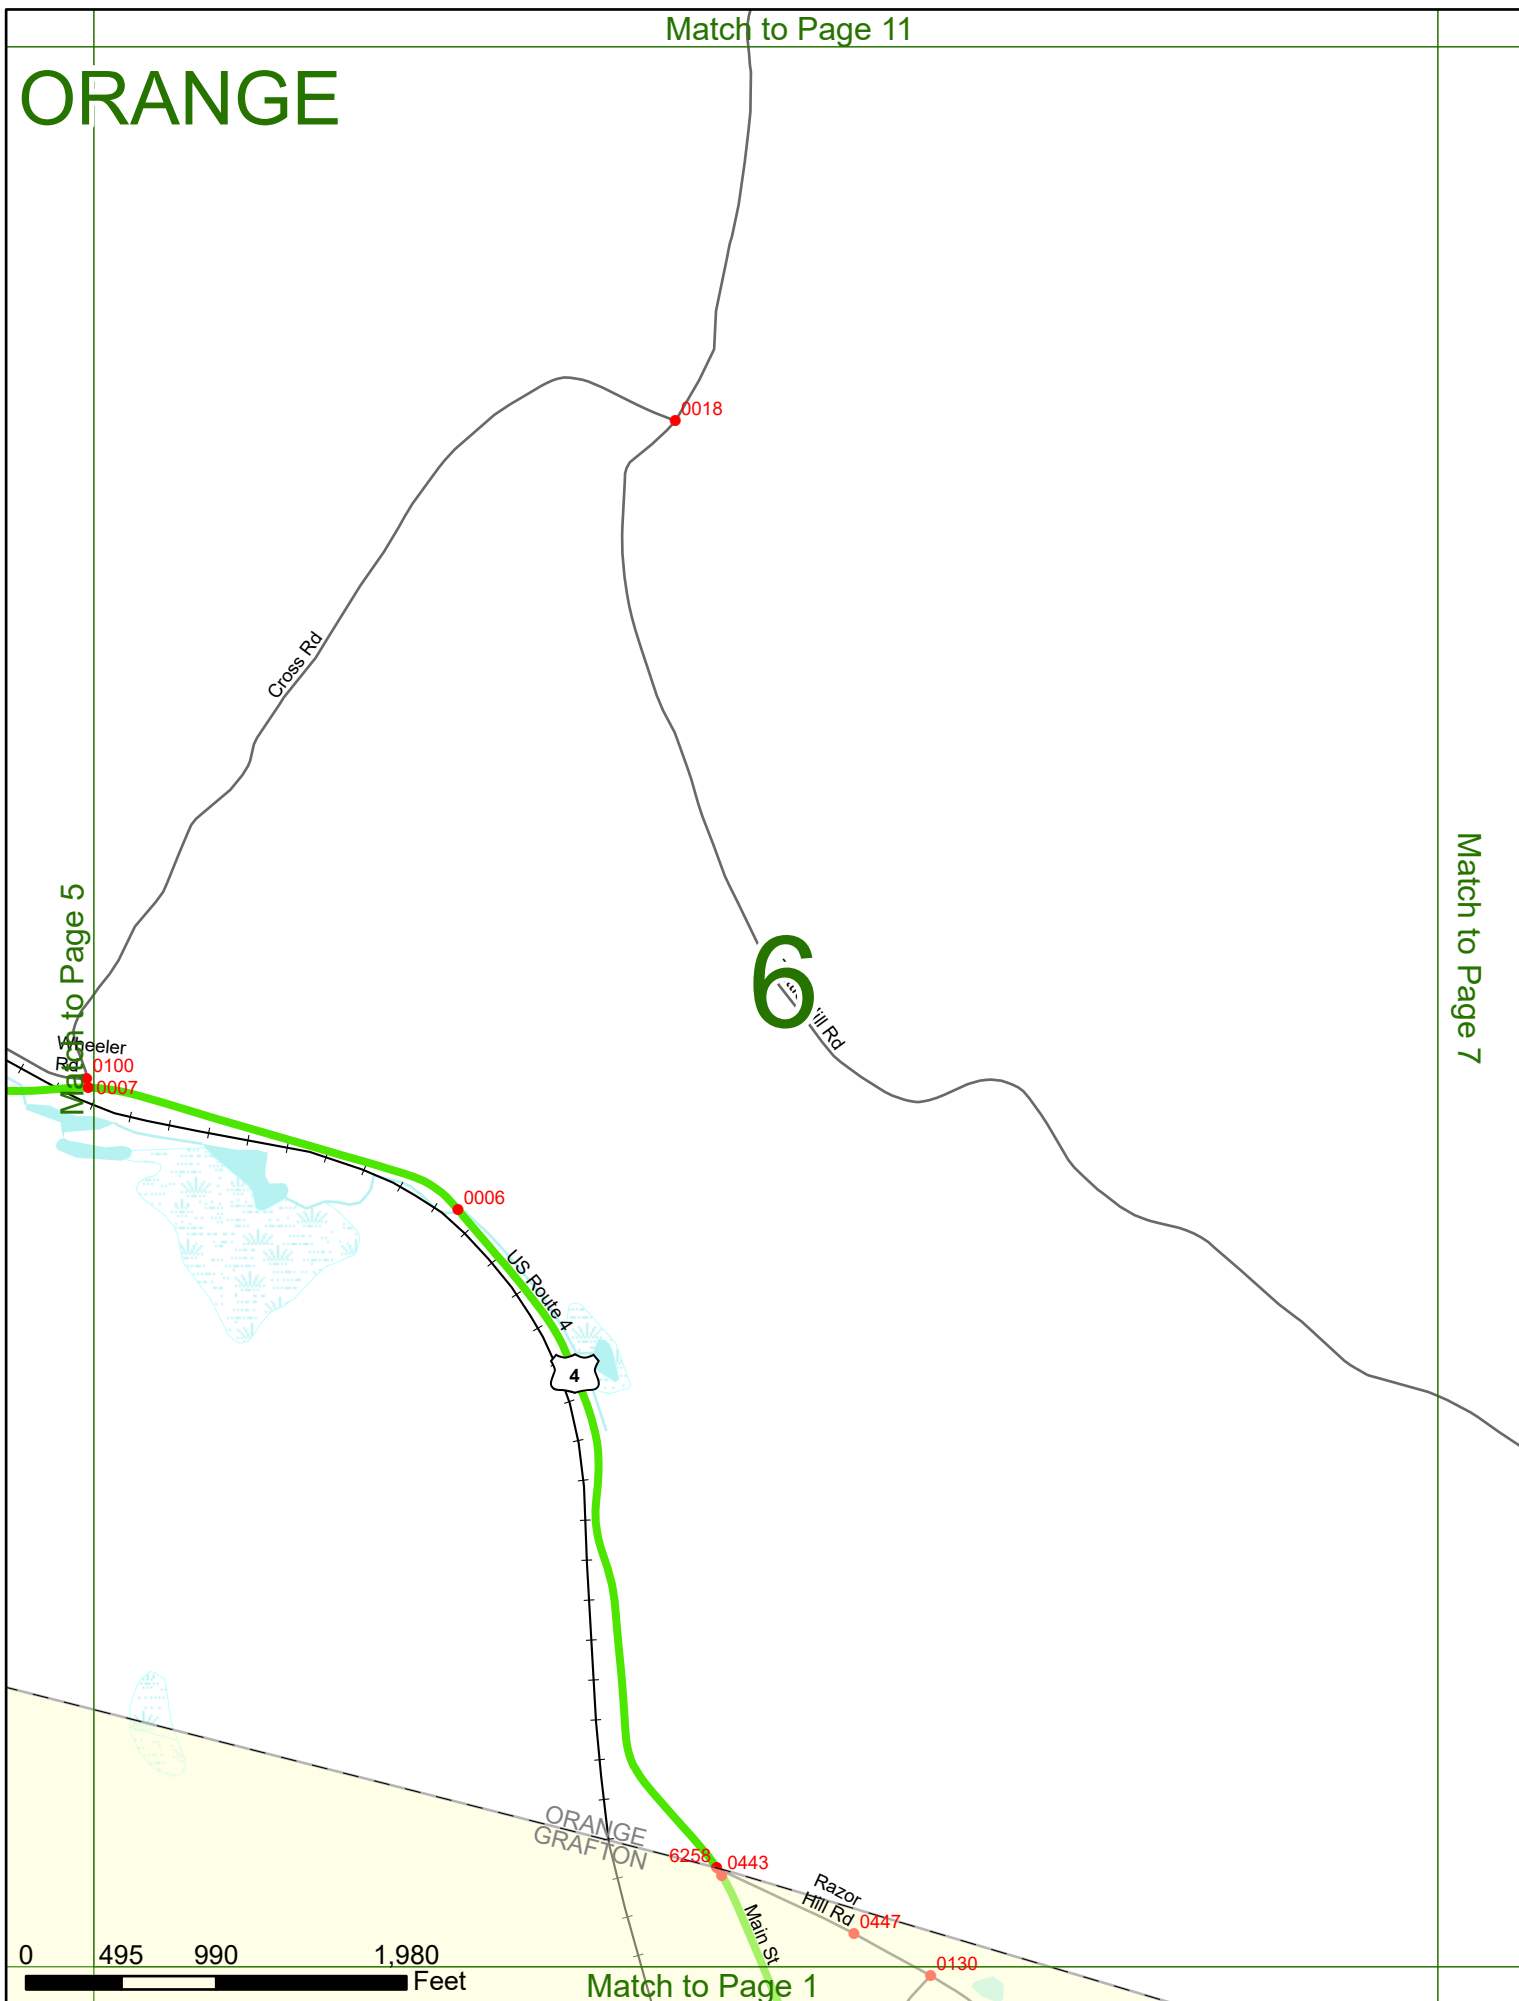 Match to Page 11
ORANGE
0018
Cross Rd
Match to Page 5
Match to Page 7
6
ill Rd
Wheeler
Rd
0100
0007
0006
US Route 4
4
ORANGE
GRAFTON
6258
0443
Razor
Hill Rd
0447
Main St
0130
0 495 990 1,980
Feet
Match to Page 1